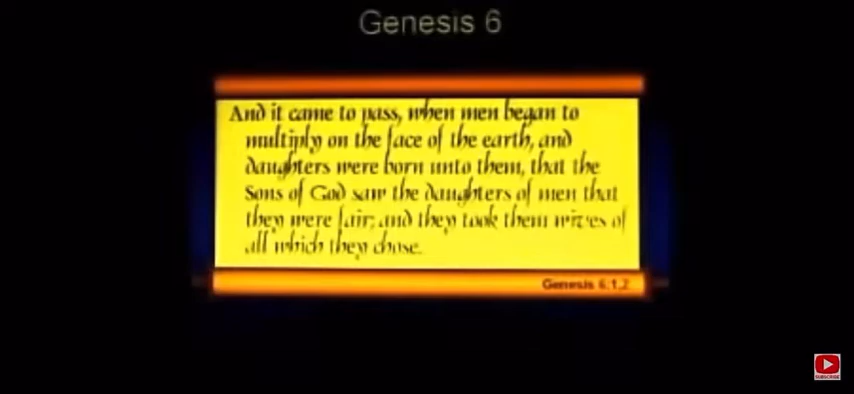 Genesis 6
And it came to pass, when men began to
multiply on the face of the earth, and
daughters were born unto them, that the
Sons of God saw the daughters of men that
they were fair; and they took them wives of
all which they chose.
Genesis 6:1,2
SUBSCRIBE